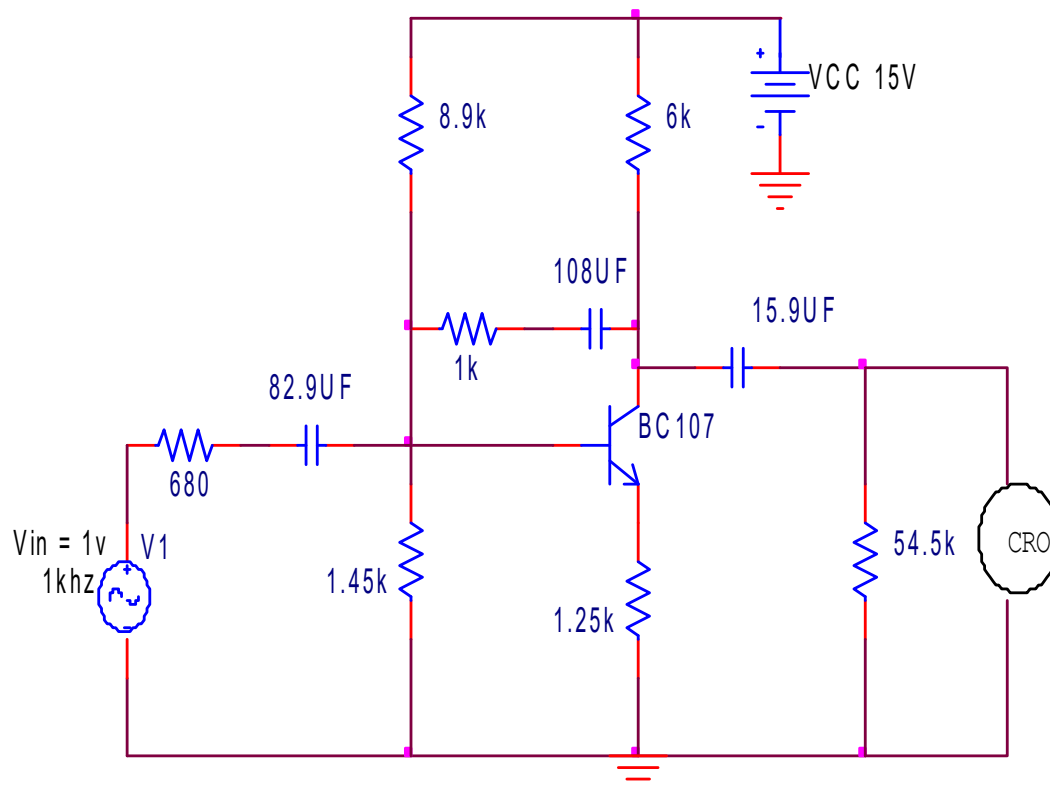 8.9k
6k
+
VCC 15V
-
108UF
15.9UF
1k
82.9UF
BC107
680
Vin = 1v
V1
1khz
+
-
1.45k
1.25k
54.5k
CRO